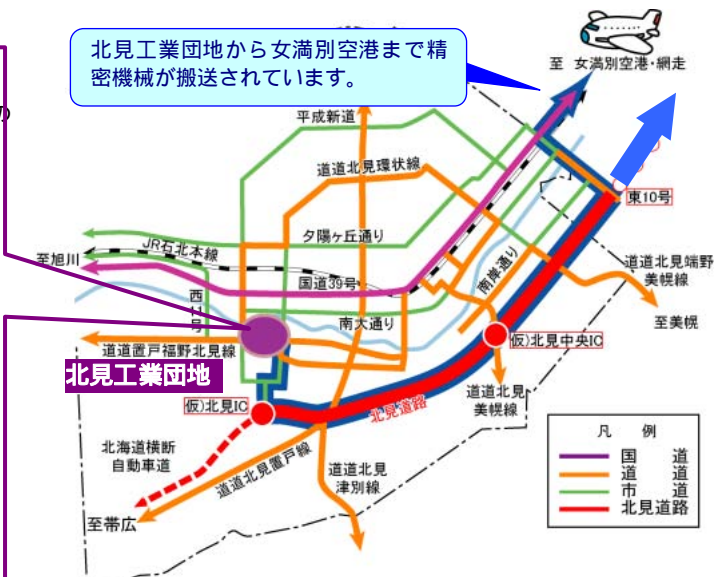 北見工業団地から女満別空港まで精
密機械が搬送されています。
至 女満別空港・網走
の
平成新道
道道北見環状線
東10号
夕陽ヶ丘通り
JR石北本線
至旭川
国道39号
南岸通り
道道北見端野
美幌線
西11号
南大通り
至美幌
(仮)北見中央IC
道道置戸福野北見線
北見工業団地
道道北見
美幌線
(仮)北見IC
北見道路
北海道横断
自動車道
道道北見置戸線
道道北見
津別線
至帯広
凡 例
国 道
道 道
市 道
北見道路